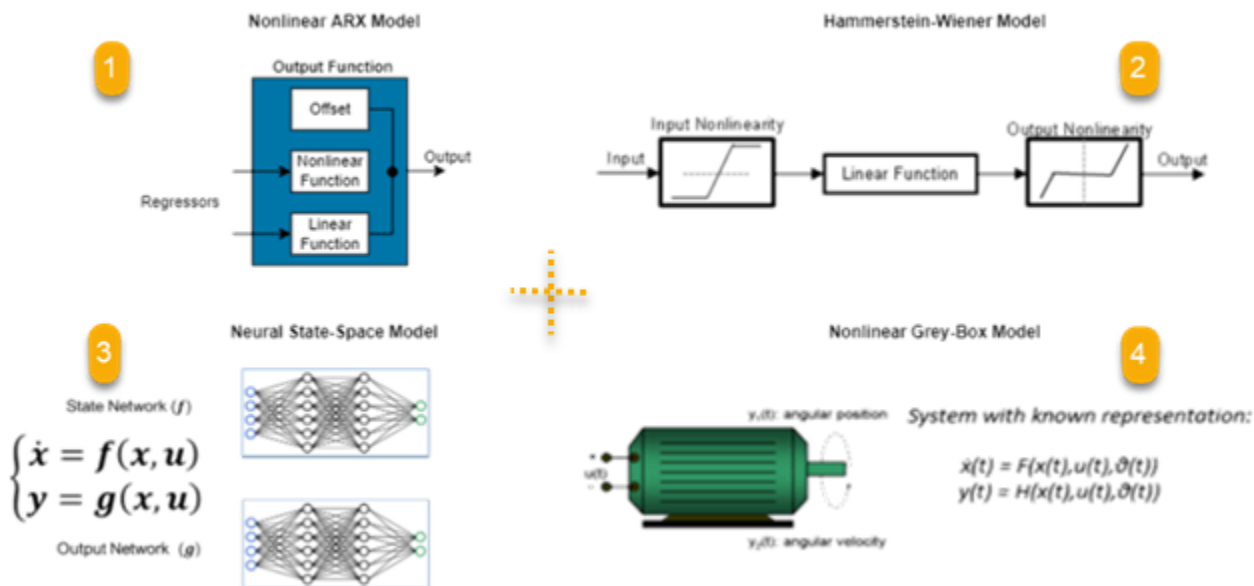 Nonlinear ARX Model
1
Output Function
Offset
Nonlinear
Function
Output
Regressors
Linear
Function
Hammerstein-Wiener Model
2
Input Nonlinearity
Output Nonlinearity
Input
Linear Function
Output
3
Neural State-Space Model
State Network (f)
ẋ = f(x, u)
y = g(x, u)
Output Network (g)
Nonlinear Grey-Box Model
4
y₁(t): angular position
+
u(t)
-
y₂(t): angular velocity
System with known representation:
ẋ(t) = F(x(t),u(t),ϑ(t))
y(t) = H(x(t),u(t),ϑ(t))